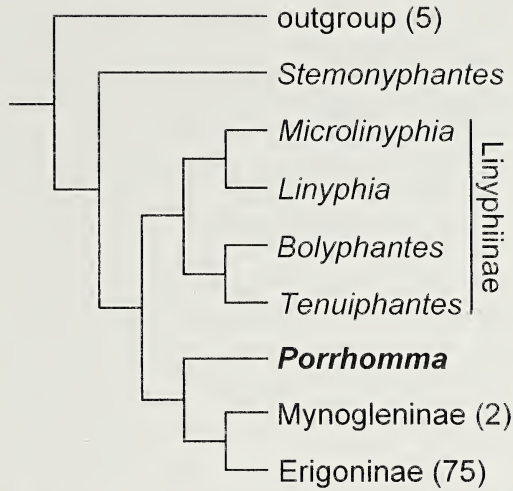 outgroup (5)
Stemonyphantes
Microlinyphia
Linyphia
Bolyphantes
Tenuiphantes
Linyphiinae
Porrhomma
Mynogleninae (2)
Erigoninae (75)